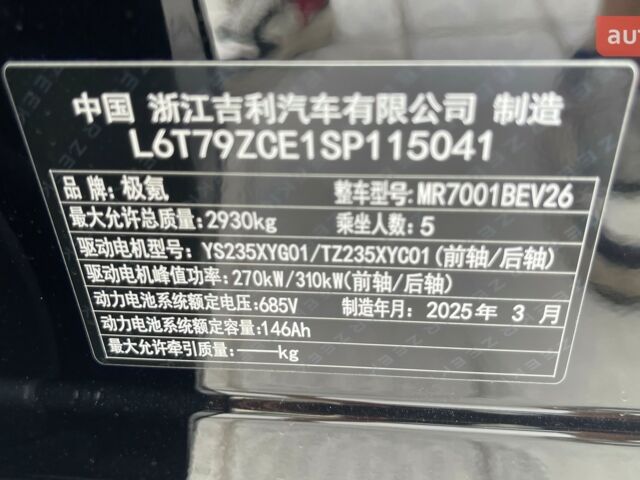 aut
中国 浙江吉利汽车有限公司 制造
L6T79ZCE1SP115041
品 牌：极氪 整车型号：MR7001BEV26
最大允许总质量：2930kg 乘坐人数：5
驱动电机型号：YS235XYG01/TZ235XYC01(前轴/后轴)
驱动电机峰值功率：270kW/310kW(前轴/后轴)
动力电池系统额定电压：685V 制造年月：2025年 3 月
动力电池系统额定容量：146Ah
最大允许牵引质量：——kg